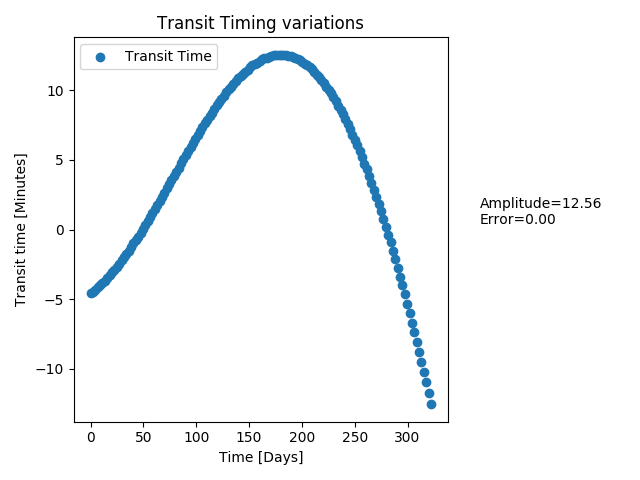 Transit Timing variations
Transit Time
Transit time [Minutes]
10
5
0
−5
−10
0 50 100 150 200 250 300
Time [Days]
Amplitude=12.56
Error=0.00